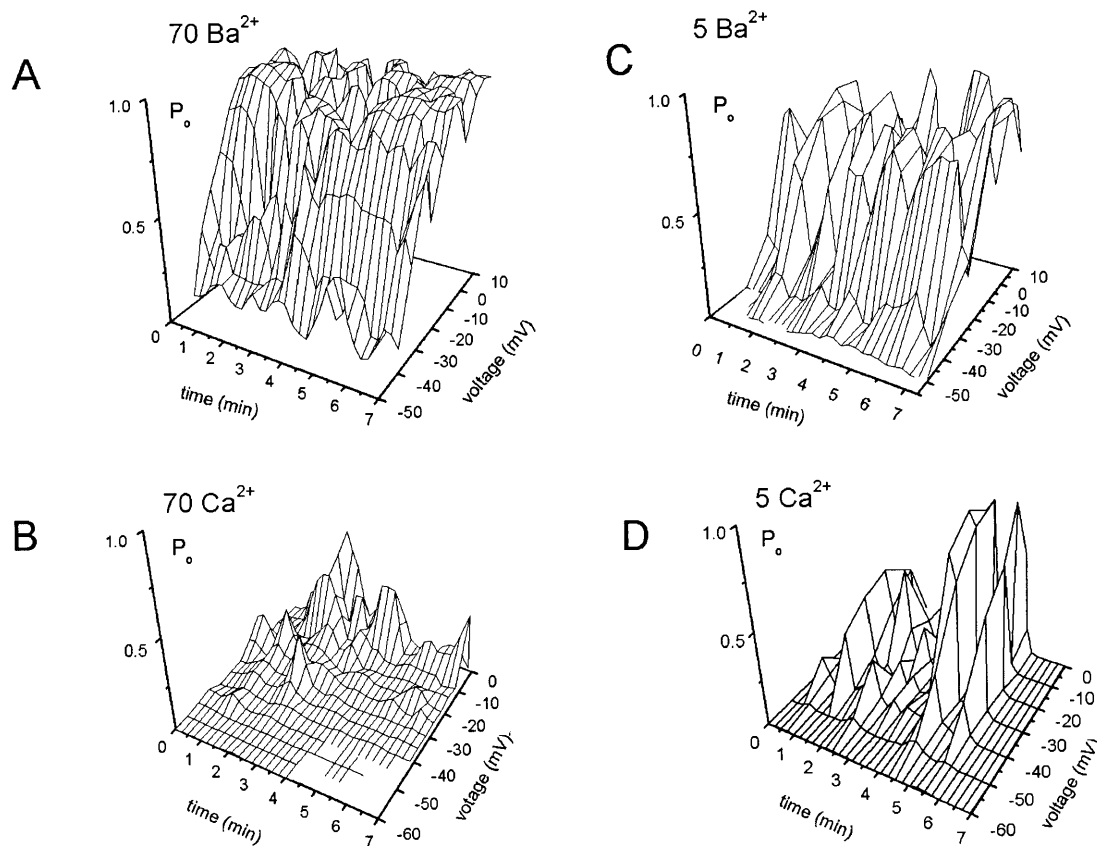 A
70 Ba²⁺
1.0
Pₒ
0.5
0 1 2 3 4 5 6 7
time (min)
10 0 -10 -20 -30 -40 -50
voltage (mV)
C
5 Ba²⁺
1.0
Pₒ
0.5
0 1 2 3 4 5 6 7
time (min)
10 0 -10 -20 -30 -40 -50
voltage (mV)
B
70 Ca²⁺
1.0
Pₒ
0.5
0 1 2 3 4 5 6 7
time (min)
0 -10 -20 -30 -40 -50 -60
votage (mV)
D
5 Ca²⁺
1.0
Pₒ
0.5
0 1 2 3 4 5 6 7
time (min)
0 -10 -20 -30 -40 -50 -60
voltage (mV)